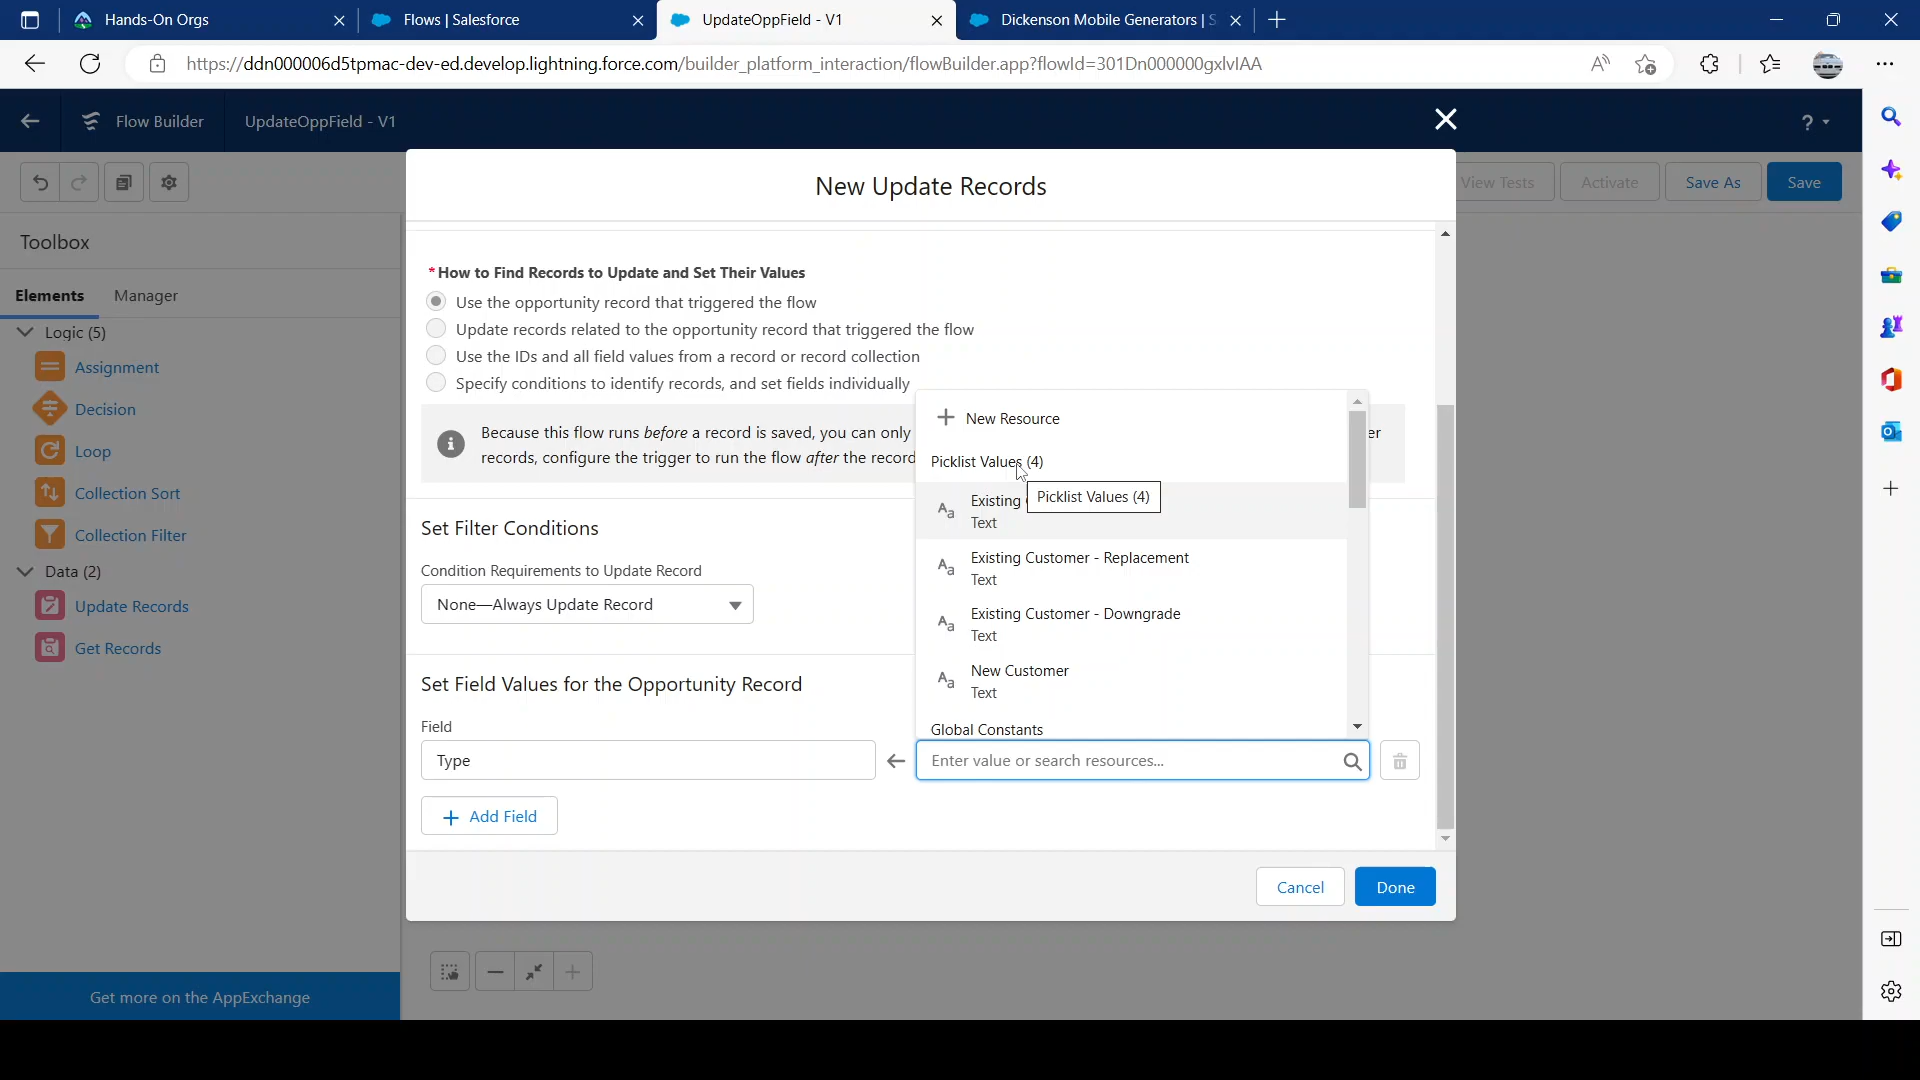 Hands-On Orgs
Flows | Salesforce
UpdateOppField - V1
Dickenson Mobile Generators | S
https://ddn000006d5tpmac-dev-ed.develop.lightning.force.com/builder_platform_interaction/flowBuilder.app?flowId=301Dn000000gxlvIAA
Flow Builder
UpdateOppField - V1
?
View Tests
Activate
Save As
Save
New Update Records
Toolbox
Elements
Manager
Logic (5)
Assignment
Decision
Loop
Collection Sort
Collection Filter
Data (2)
Update Records
Get Records
Get more on the AppExchange
*How to Find Records to Update and Set Their Values
Use the opportunity record that triggered the flow
Update records related to the opportunity record that triggered the flow
Use the IDs and all field values from a record or record collection
Specify conditions to identify records, and set fields individually
Because this flow runs before a record is saved, you can only
er
records, configure the trigger to run the flow after the record
Set Filter Conditions
Condition Requirements to Update Record
None—Always Update Record
Set Field Values for the Opportunity Record
Field
Type
Add Field
New Resource
Picklist Values (4)
Picklist Values (4)
Aa
Existing
Text
Aa
Existing Customer - Replacement
Text
Aa
Existing Customer - Downgrade
Text
Aa
New Customer
Text
Global Constants
Enter value or search resources...
Cancel
Done